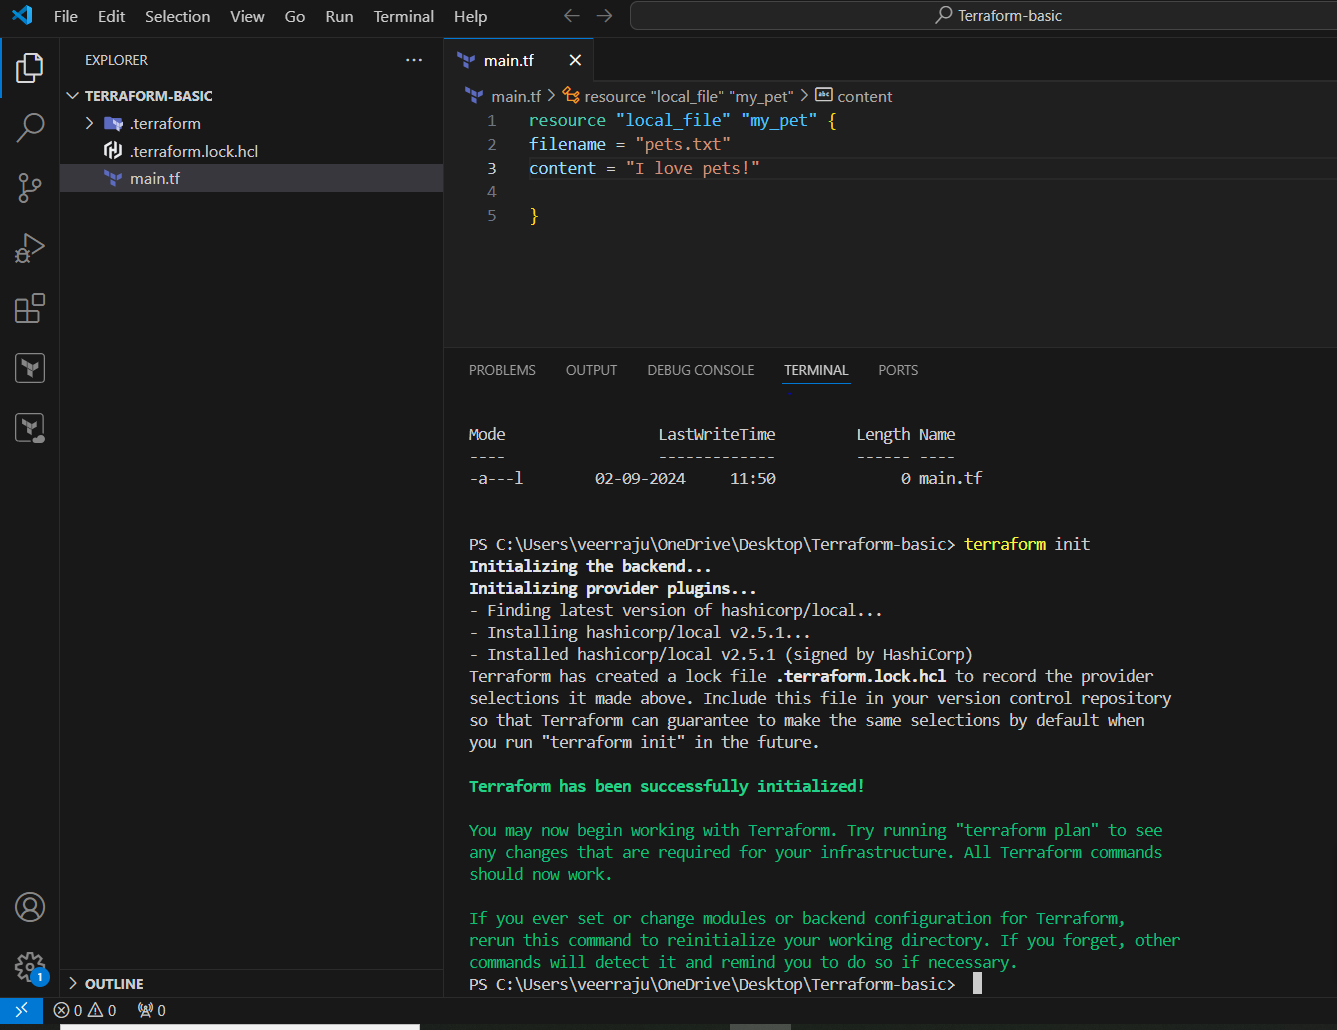 File Edit Selection View Go Run Terminal Help
Terraform-basic
EXPLORER
TERRAFORM-BASIC
.terraform
.terraform.lock.hcl
main.tf
main.tf
main.tf > resource "local_file" "my_pet" > abc content
1 resource "local_file" "my_pet" {
2 filename = "pets.txt"
3 content = "I love pets!"
4
5 }
PROBLEMS OUTPUT DEBUG CONSOLE TERMINAL PORTS
Mode LastWriteTime Length Name
---- ------------- ------ ----
-a---l 02-09-2024 11:50 0 main.tf
PS C:\Users\veerraju\OneDrive\Desktop\Terraform-basic> terraform init
Initializing the backend...
Initializing provider plugins...
- Finding latest version of hashicorp/local...
- Installing hashicorp/local v2.5.1...
- Installed hashicorp/local v2.5.1 (signed by HashiCorp)
Terraform has created a lock file .terraform.lock.hcl to record the provider
selections it made above. Include this file in your version control repository
so that Terraform can guarantee to make the same selections by default when
you run "terraform init" in the future.
Terraform has been successfully initialized!
You may now begin working with Terraform. Try running "terraform plan" to see
any changes that are required for your infrastructure. All Terraform commands
should now work.
If you ever set or change modules or backend configuration for Terraform,
rerun this command to reinitialize your working directory. If you forget, other
commands will detect it and remind you to do so if necessary.
PS C:\Users\veerraju\OneDrive\Desktop\Terraform-basic>
1
OUTLINE
0 0 0